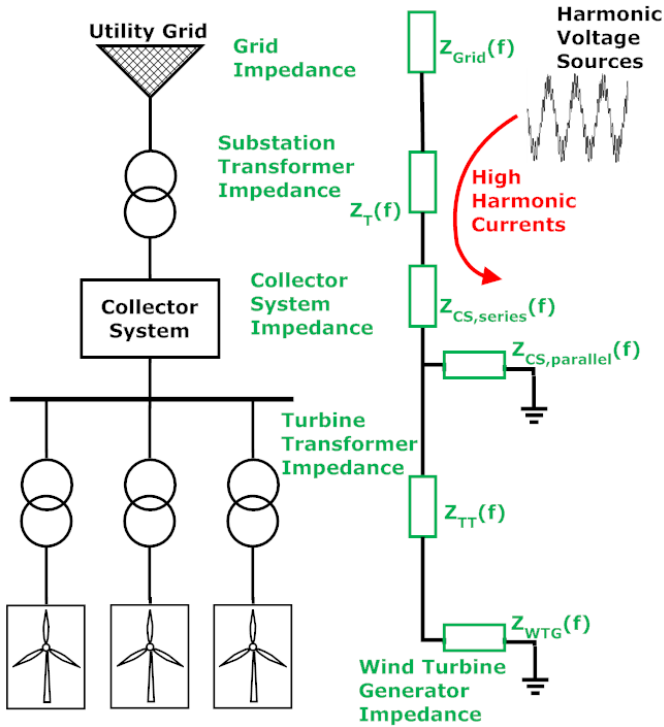 Utility Grid
Grid
Impedance
Z_Grid(f)
Harmonic
Voltage
Sources
Substation
Transformer
Impedance
Z_T(f)
High
Harmonic
Currents
Collector
System
Collector
System
Impedance
Z_CS,series(f)
Z_CS,parallel(f)
Turbine
Transformer
Impedance
Z_TT(f)
Z_WTG(f)
Wind Turbine
Generator
Impedance